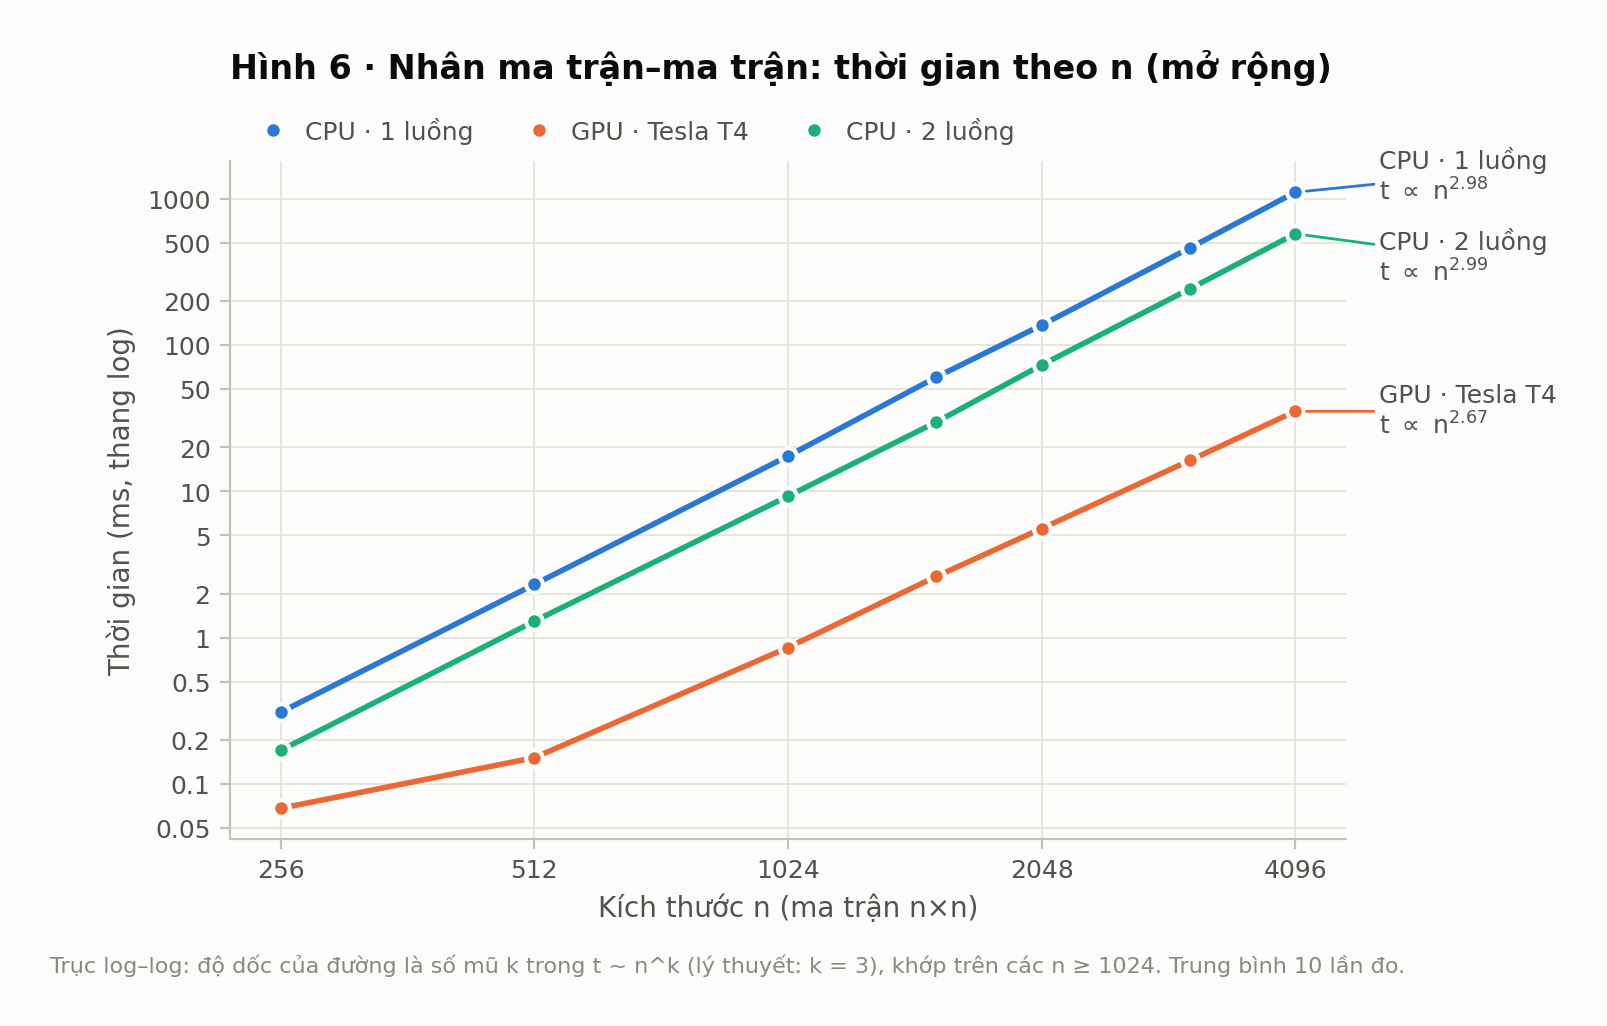 Hình 6 · Nhân ma trận–ma trận: thời gian theo n (mở rộng)
CPU · 1 luồng
GPU · Tesla T4
CPU · 2 luồng
CPU · 1 luồng
t ∝ n^2.98
CPU · 2 luồng
t ∝ n^2.99
GPU · Tesla T4
t ∝ n^2.67
Thời gian (ms, thang log)
1000
500
200
100
50
20
10
5
2
1
0.5
0.2
0.1
0.05
256
512
1024
2048
4096
Kích thước n (ma trận n×n)
Trục log–log: độ dốc của đường là số mũ k trong t ~ n^k (lý thuyết: k = 3), khớp trên các n ≥ 1024. Trung bình 10 lần đo.